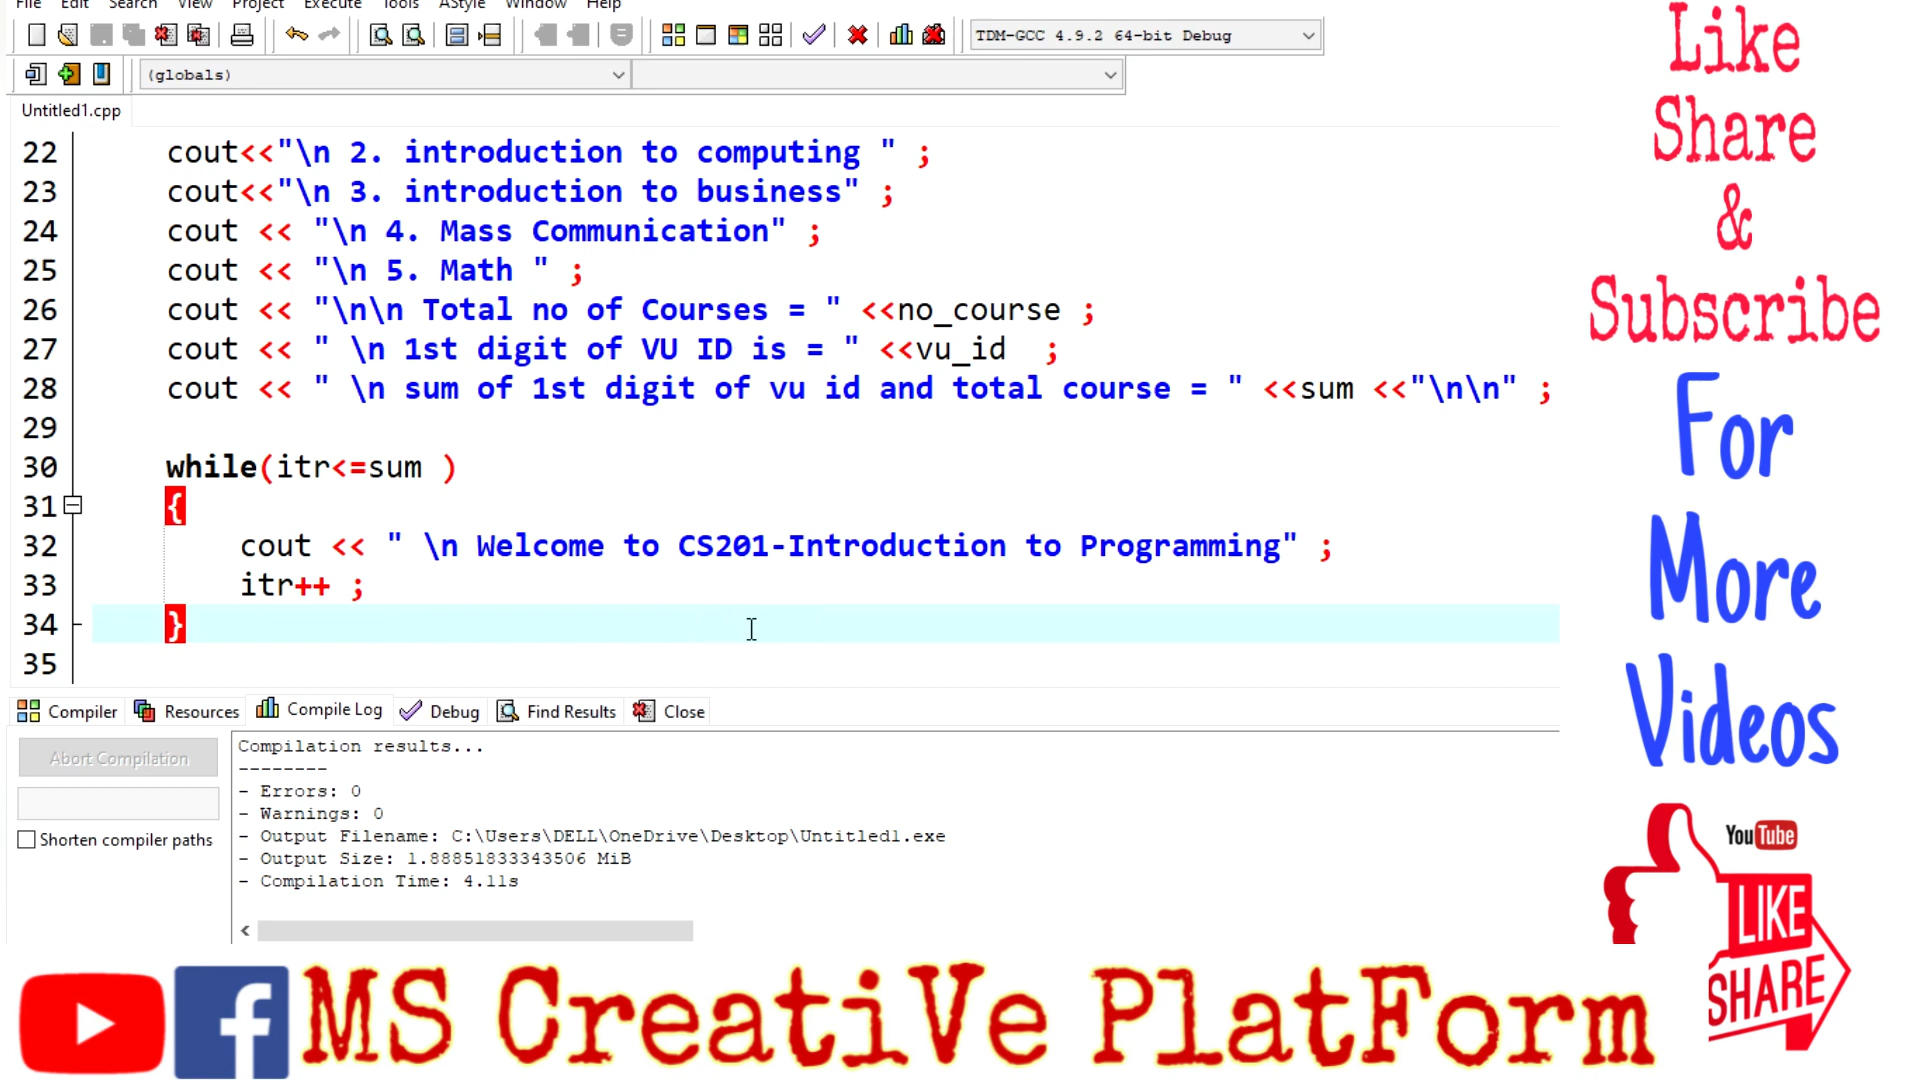 File Edit Search View Project Execute Tools AStyle Window Help
TDM-GCC 4.9.2 64-bit Debug
(globals)
Untitled1.cpp
22 cout<<"\n 2. introduction to computing " ;
23 cout<<"\n 3. introduction to business" ;
24 cout << "\n 4. Mass Communication" ;
25 cout << "\n 5. Math " ;
26 cout << "\n\n Total no of Courses = " <<no_course ;
27 cout << " \n 1st digit of VU ID is = " <<vu_id ;
28 cout << " \n sum of 1st digit of vu id and total course = " <<sum <<"\n\n" ;
29
30 while(itr<=sum )
31 {
32 cout << " \n Welcome to CS201-Introduction to Programming" ;
33 itr++ ;
34 }
35
Compiler Resources Compile Log Debug Find Results Close
Abort Compilation
Shorten compiler paths
Compilation results...
--------
- Errors: 0
- Warnings: 0
- Output Filename: C:\Users\DELL\OneDrive\Desktop\Untitled1.exe
- Output Size: 1.88851833343506 MiB
- Compilation Time: 4.11s
Like
Share
&
Subscribe
For
More
Videos
YouTube
LIKE
SHARE
f MS CreatiVe PlatForm